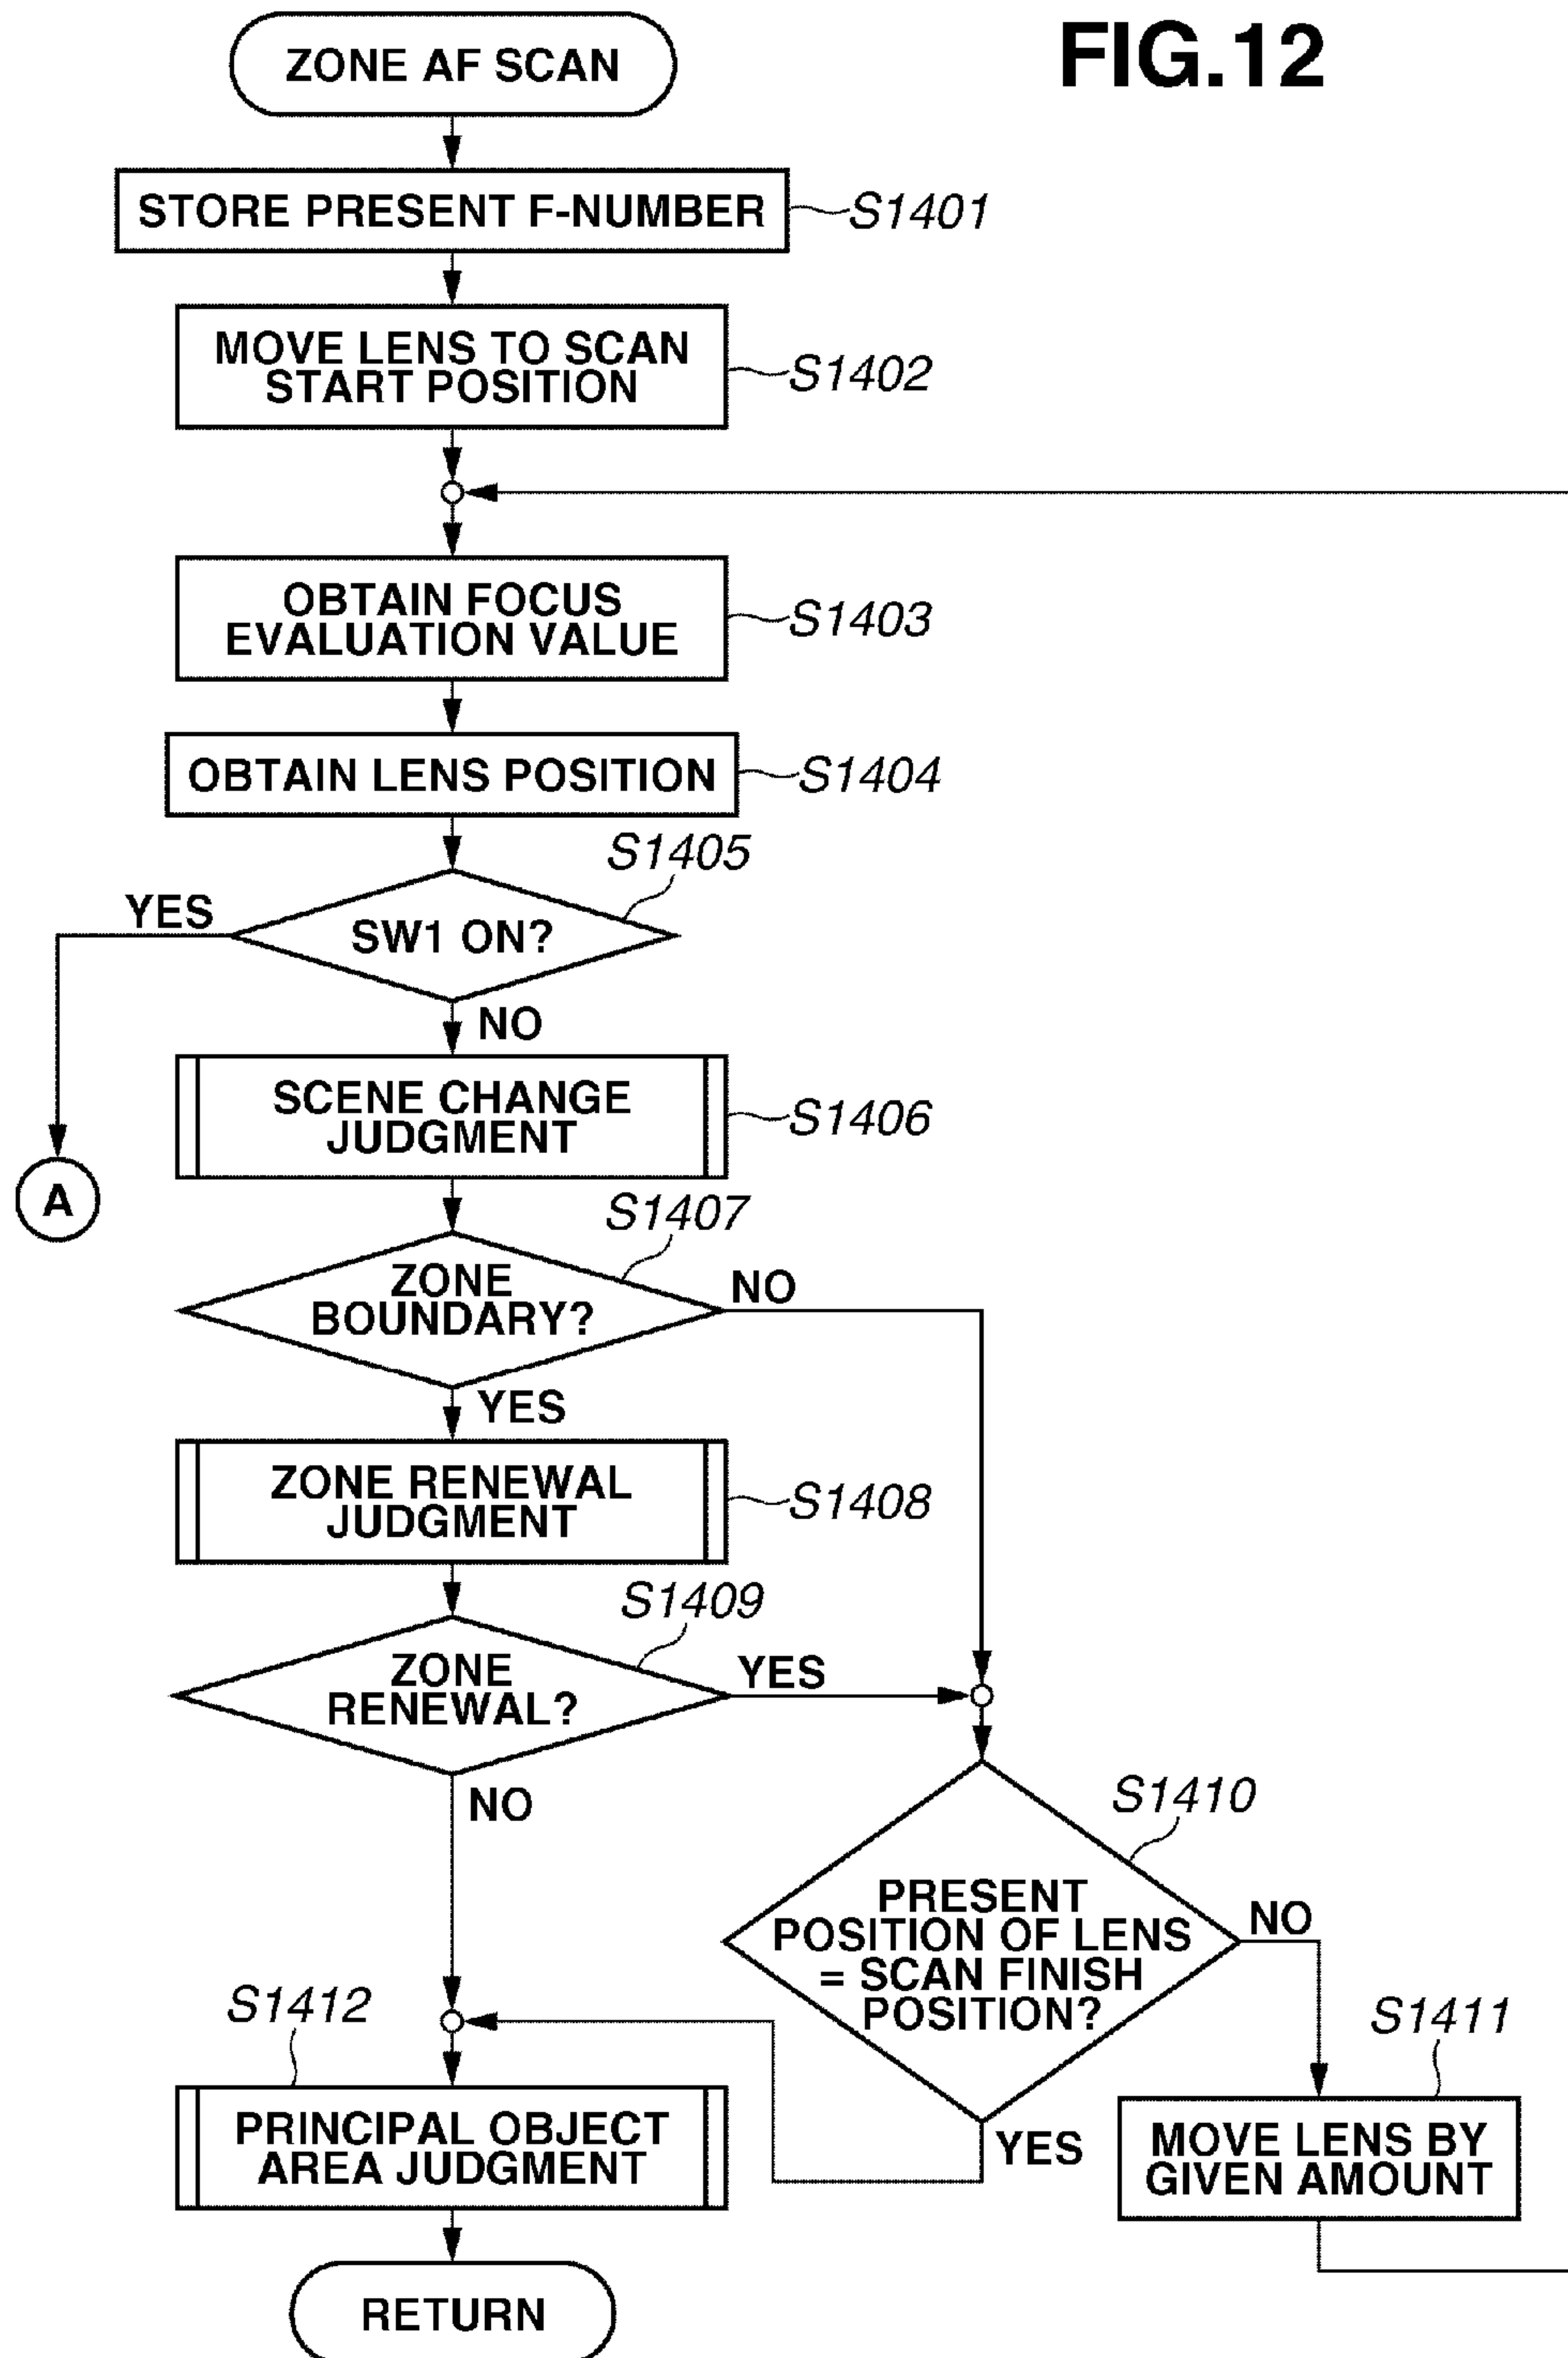 FIG.12
ZONE AF SCAN
STORE PRESENT F-NUMBER
S1401
MOVE LENS TO SCAN
START POSITION
S1402
OBTAIN FOCUS
EVALUATION VALUE
S1403
OBTAIN LENS POSITION
S1404
S1405
YES
SW1 ON?
NO
SCENE CHANGE
JUDGMENT
S1406
A
S1407
ZONE
BOUNDARY?
NO
YES
ZONE RENEWAL
JUDGMENT
S1408
S1409
ZONE
RENEWAL?
YES
NO
S1410
PRESENT
POSITION OF LENS
= SCAN FINISH
POSITION?
NO
YES
S1411
MOVE LENS BY
GIVEN AMOUNT
S1412
PRINCIPAL OBJECT
AREA JUDGMENT
RETURN